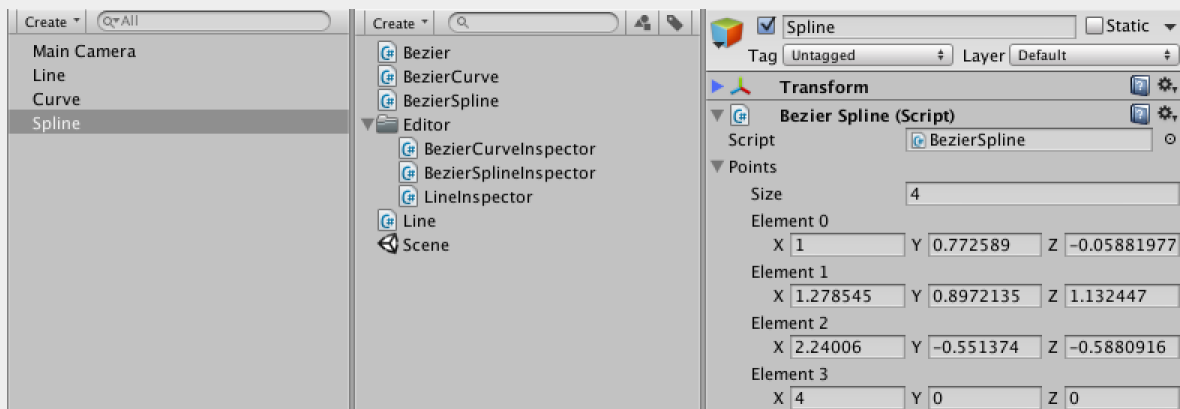 Create
All
Main Camera
Line
Curve
Spline
Create
Bezier
BezierCurve
BezierSpline
Editor
BezierCurveInspector
BezierSplineInspector
LineInspector
Line
Scene
Spline Static
Tag Untagged Layer Default
Transform
Bezier Spline (Script)
Script BezierSpline
Points
Size 4
Element 0
X 1 Y 0.772589 Z -0.05881977
Element 1
X 1.278545 Y 0.8972135 Z 1.132447
Element 2
X 2.24006 Y -0.551374 Z -0.5880916
Element 3
X 4 Y 0 Z 0